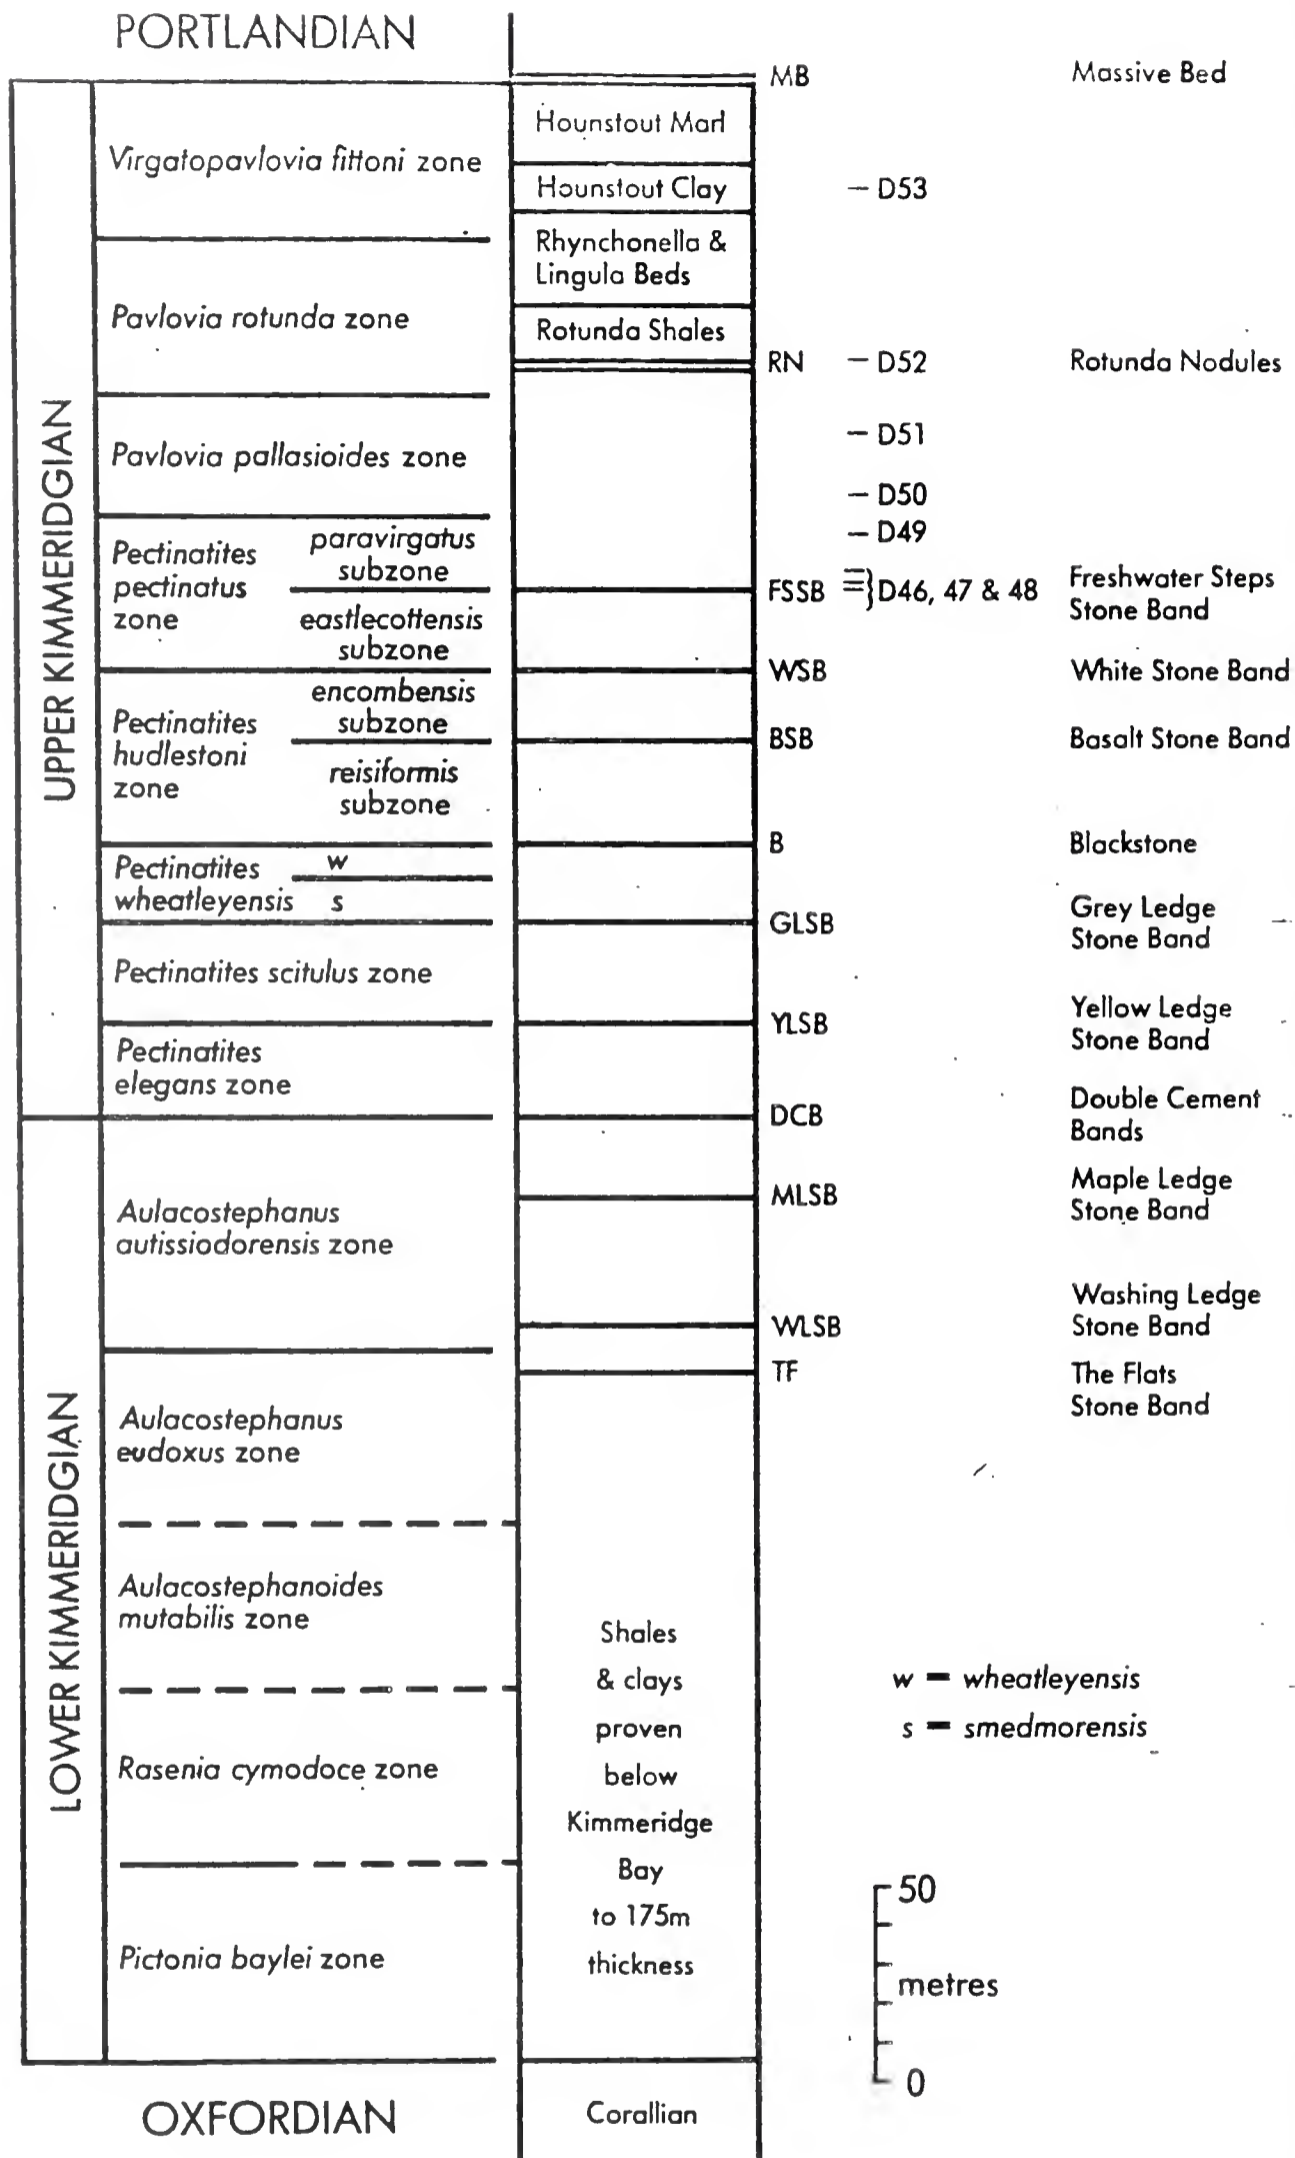 PORTLANDIAN
MB
Massive Bed
Hounstout Marl
Virgatopavlovia fittoni zone
Hounstout Clay
– D53
Rhynchonella &
Lingula Beds
Pavlovia rotunda zone
Rotunda Shales
RN
– D52
Rotunda Nodules
UPPER KIMMERIDGIAN
– D51
Pavlovia pallasioides zone
– D50
– D49
Pectinatites
pectinatus
zone
paravirgatus
subzone
eastlecottensis
subzone
FSSB
}D46, 47 & 48
Freshwater Steps
Stone Band
WSB
White Stone Band
Pectinatites
hudlestoni
zone
encombensis
subzone
reisiformis
subzone
BSB
Basalt Stone Band
B
Blackstone
Pectinatites
wheatleyensis
w
s
GLSB
Grey Ledge
Stone Band
Pectinatites scitulus zone
YLSB
Yellow Ledge
Stone Band
Pectinatites
elegans zone
DCB
Double Cement
Bands
LOWER KIMMERIDGIAN
Aulacostephanus
autissiodorensis zone
MLSB
Maple Ledge
Stone Band
WLSB
Washing Ledge
Stone Band
TF
The Flats
Stone Band
Aulacostephanus
eudoxus zone
Aulacostephanoides
mutabilis zone
Rasenia cymodoce zone
Pictonia baylei zone
Shales
& clays
proven
below
Kimmeridge
Bay
to 175m
thickness
w = wheatleyensis
s = smedmorensis
50
metres
0
OXFORDIAN
Corallian